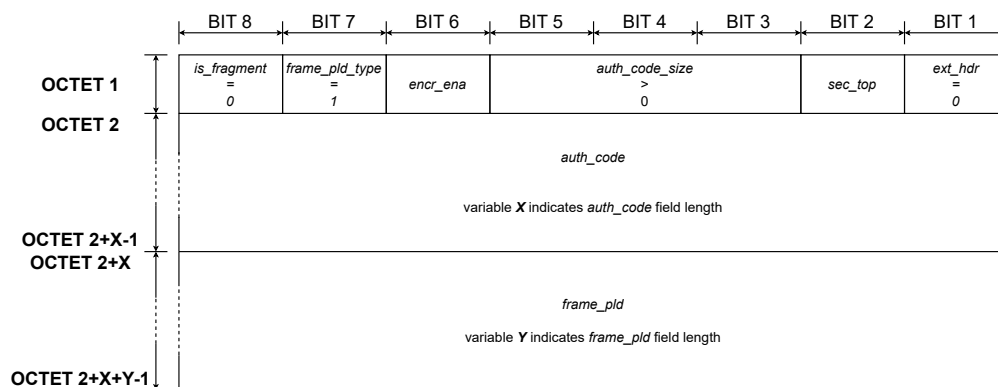 BIT 8 BIT 7 BIT 6 BIT 5 BIT 4 BIT 3 BIT 2 BIT 1
OCTET 1
is_fragment
=
0
frame_pld_type
=
1
encr_ena
auth_code_size
>
0
sec_top
ext_hdr
=
0
OCTET 2
auth_code
variable X indicates auth_code field length
OCTET 2+X-1
OCTET 2+X
frame_pld
variable Y indicates frame_pld field length
OCTET 2+X+Y-1